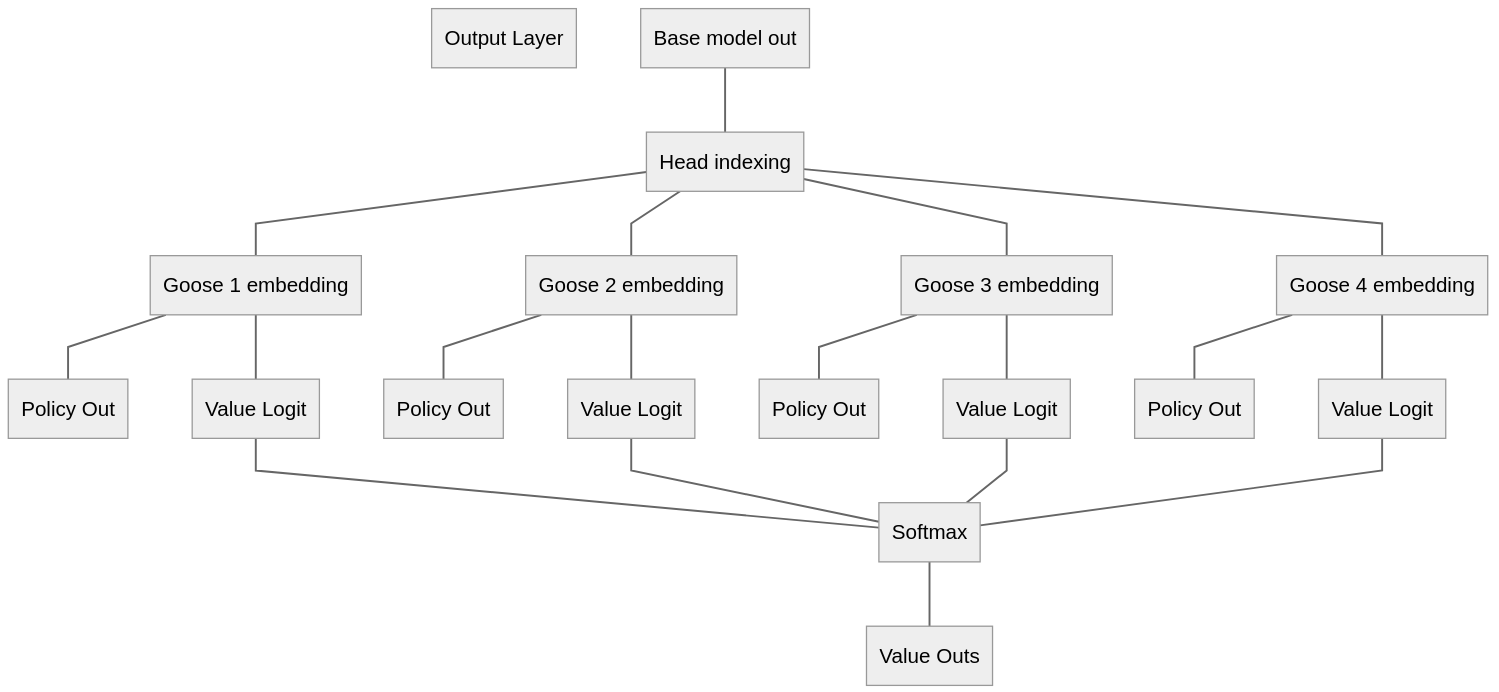 Output Layer
Base model out
Head indexing
Goose 1 embedding
Goose 2 embedding
Goose 3 embedding
Goose 4 embedding
Policy Out
Value Logit
Policy Out
Value Logit
Policy Out
Value Logit
Policy Out
Value Logit
Softmax
Value Outs